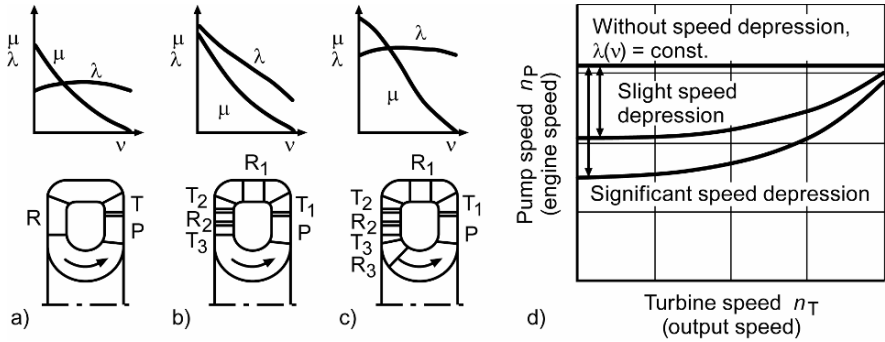 μ
λ
λ
μ
ν
μ
λ
λ
μ
ν
μ
λ
λ
μ
ν
R
T
P
a)
R1
T2
R2
T3
T1
P
b)
R1
T2
R2
T3
R3
T1
P
c)
Without speed depression,
λ(ν) = const.
Slight speed
depression
Significant speed depression
Pump speed nP
(engine speed)
Turbine speed nT
(output speed)
d)